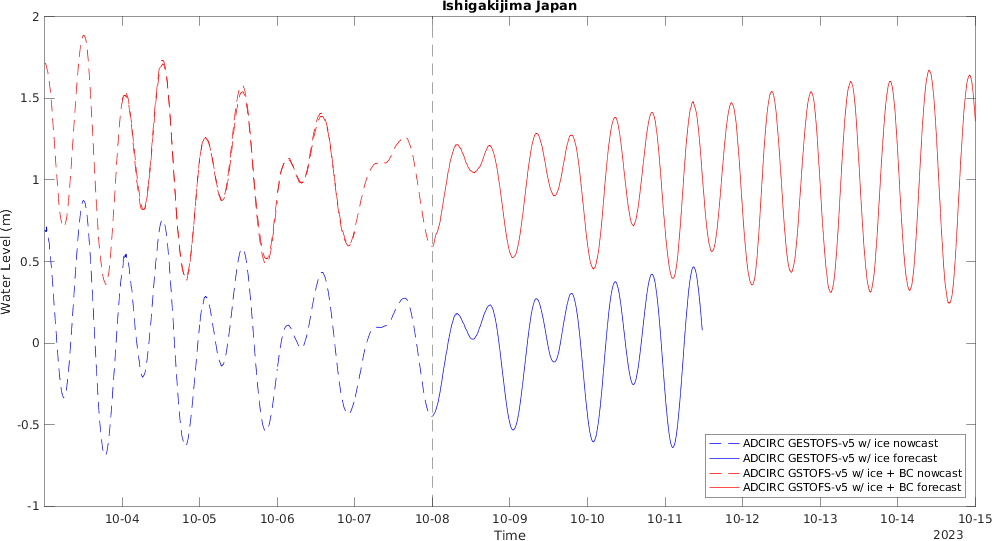 Ishigakijima Japan
2
1.5
1
0.5
0
-0.5
-1
Water Level (m)
10-04 10-05 10-06 10-07 10-08 10-09 10-10 10-11 10-12 10-13 10-14 10-15
Time
2023
ADCIRC GESTOFS-v5 w/ ice nowcast
ADCIRC GESTOFS-v5 w/ ice forecast
ADCIRC GSTOFS-v5 w/ ice + BC nowcast
ADCIRC GSTOFS-v5 w/ ice + BC forecast